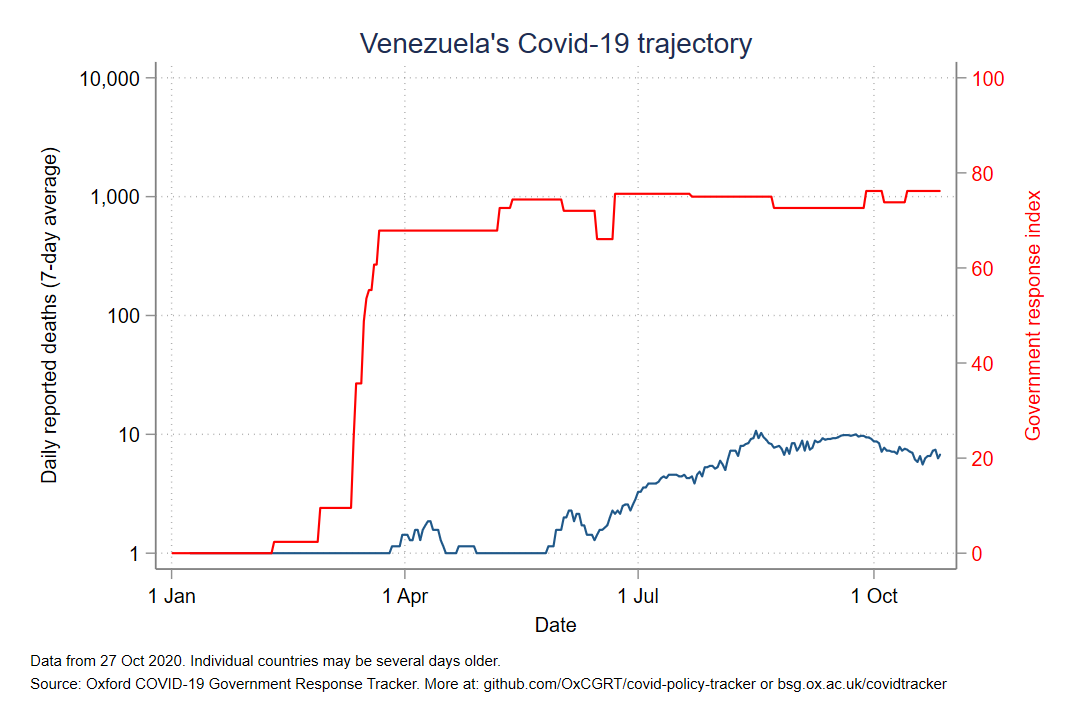 Venezuela's Covid-19 trajectory
10,000
1,000
100
10
1
Daily reported deaths (7-day average)
100
80
60
40
20
0
Government response index
1 Jan
1 Apr
1 Jul
1 Oct
Date
Data from 27 Oct 2020. Individual countries may be several days older.
Source: Oxford COVID-19 Government Response Tracker. More at: github.com/OxCGRT/covid-policy-tracker or bsg.ox.ac.uk/covidtracker